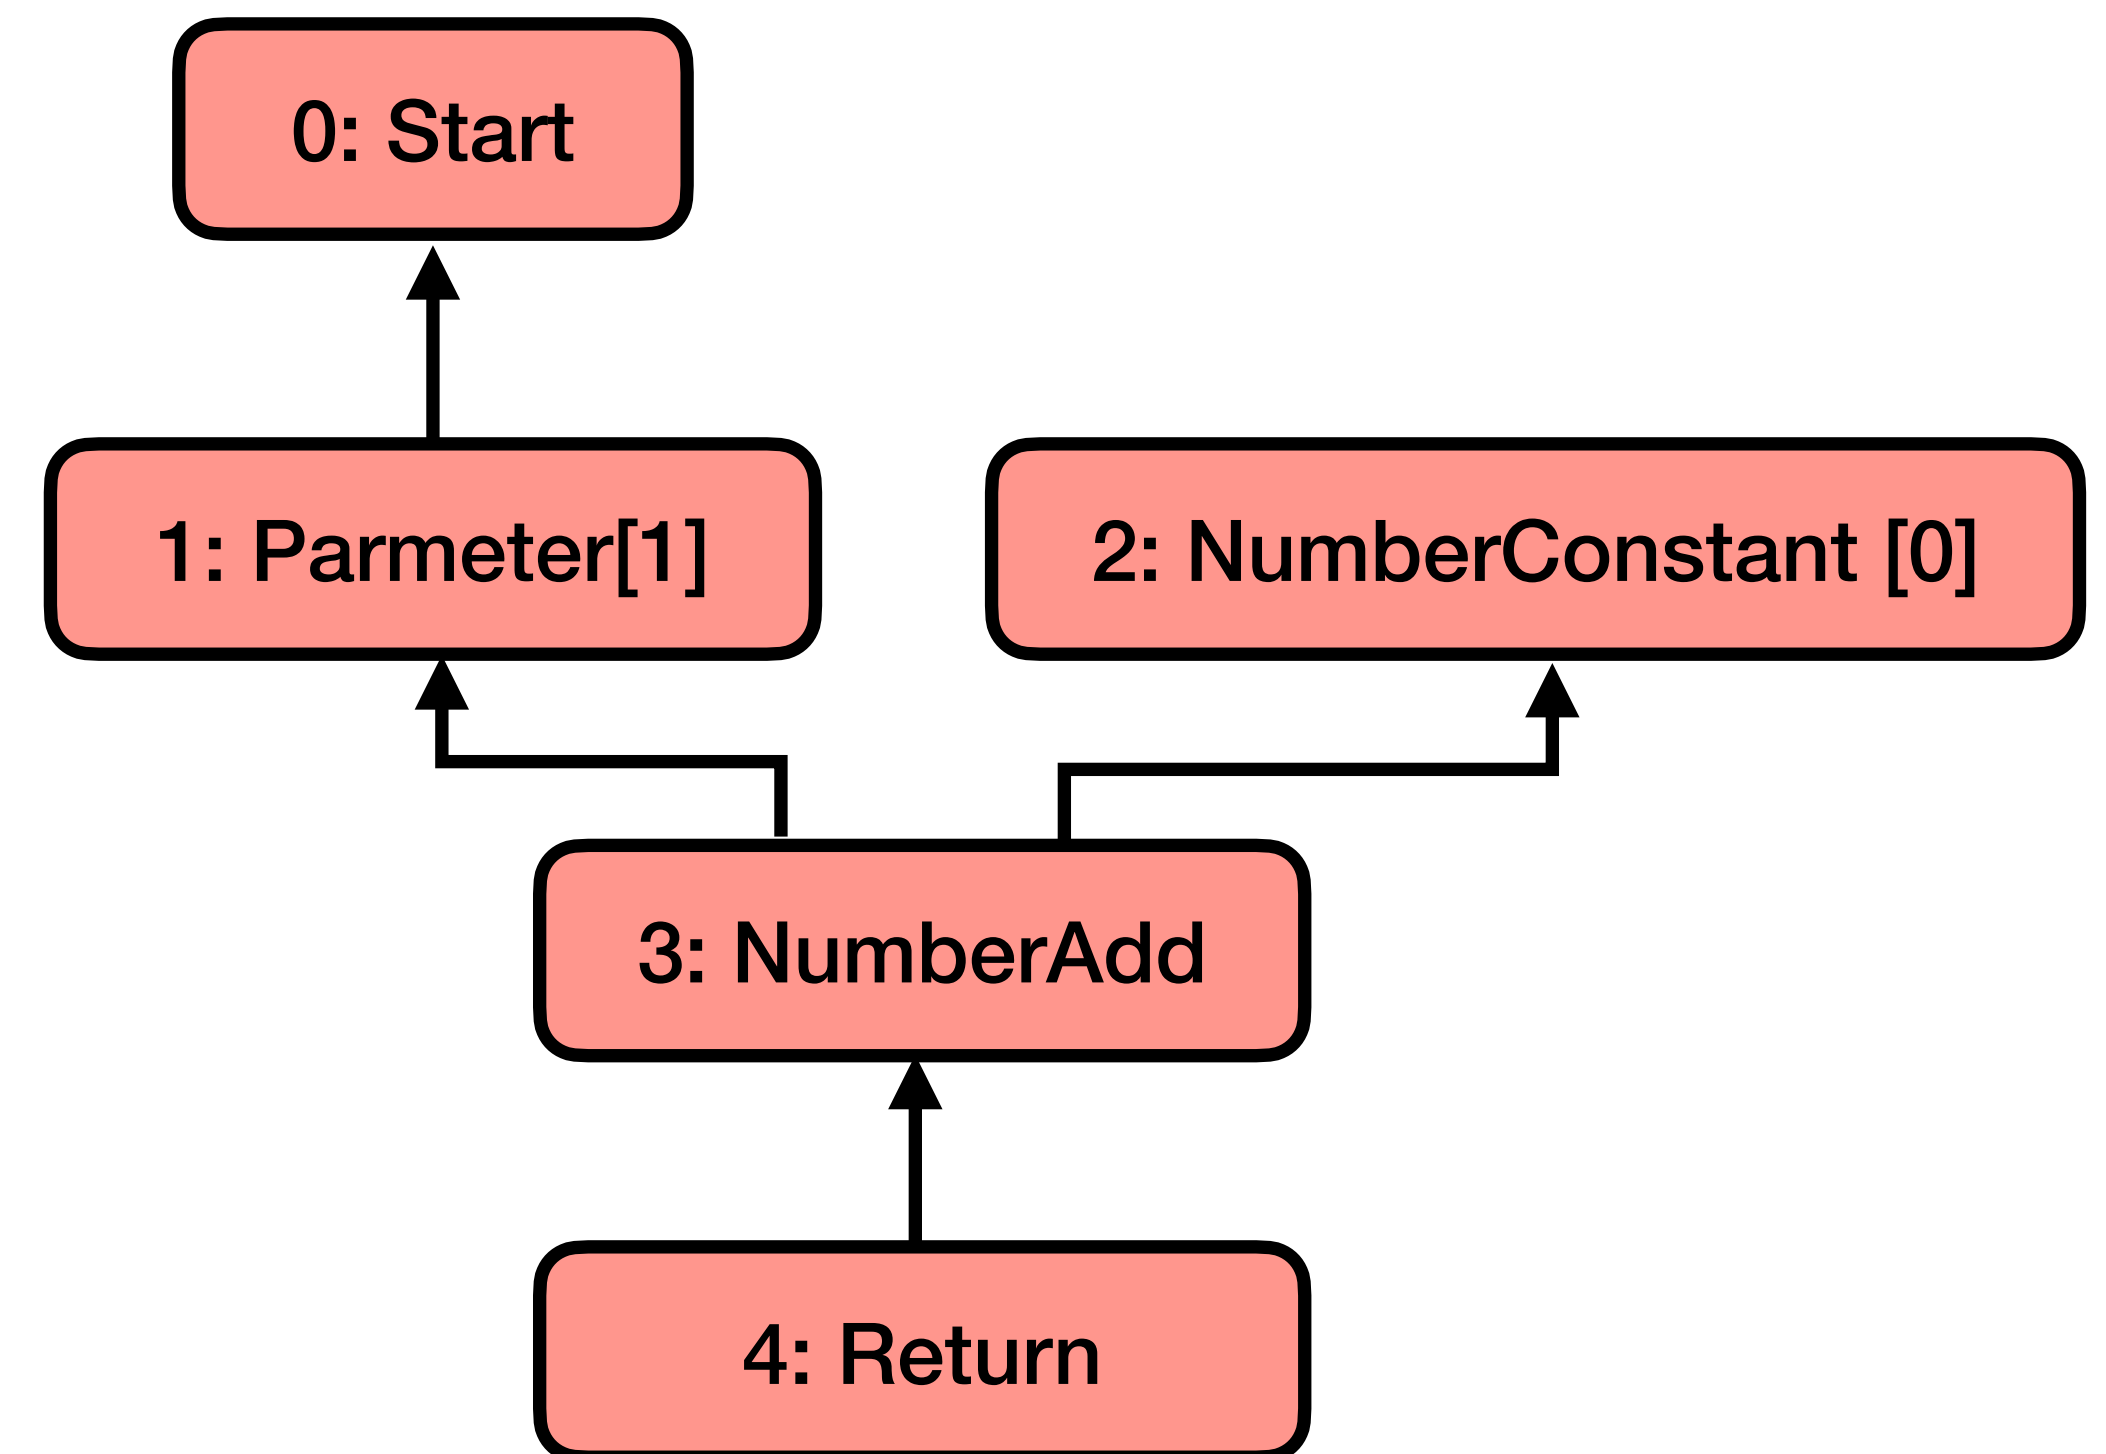 0: Start
1: Parmeter[1]
2: NumberConstant [0]
3: NumberAdd
4: Return